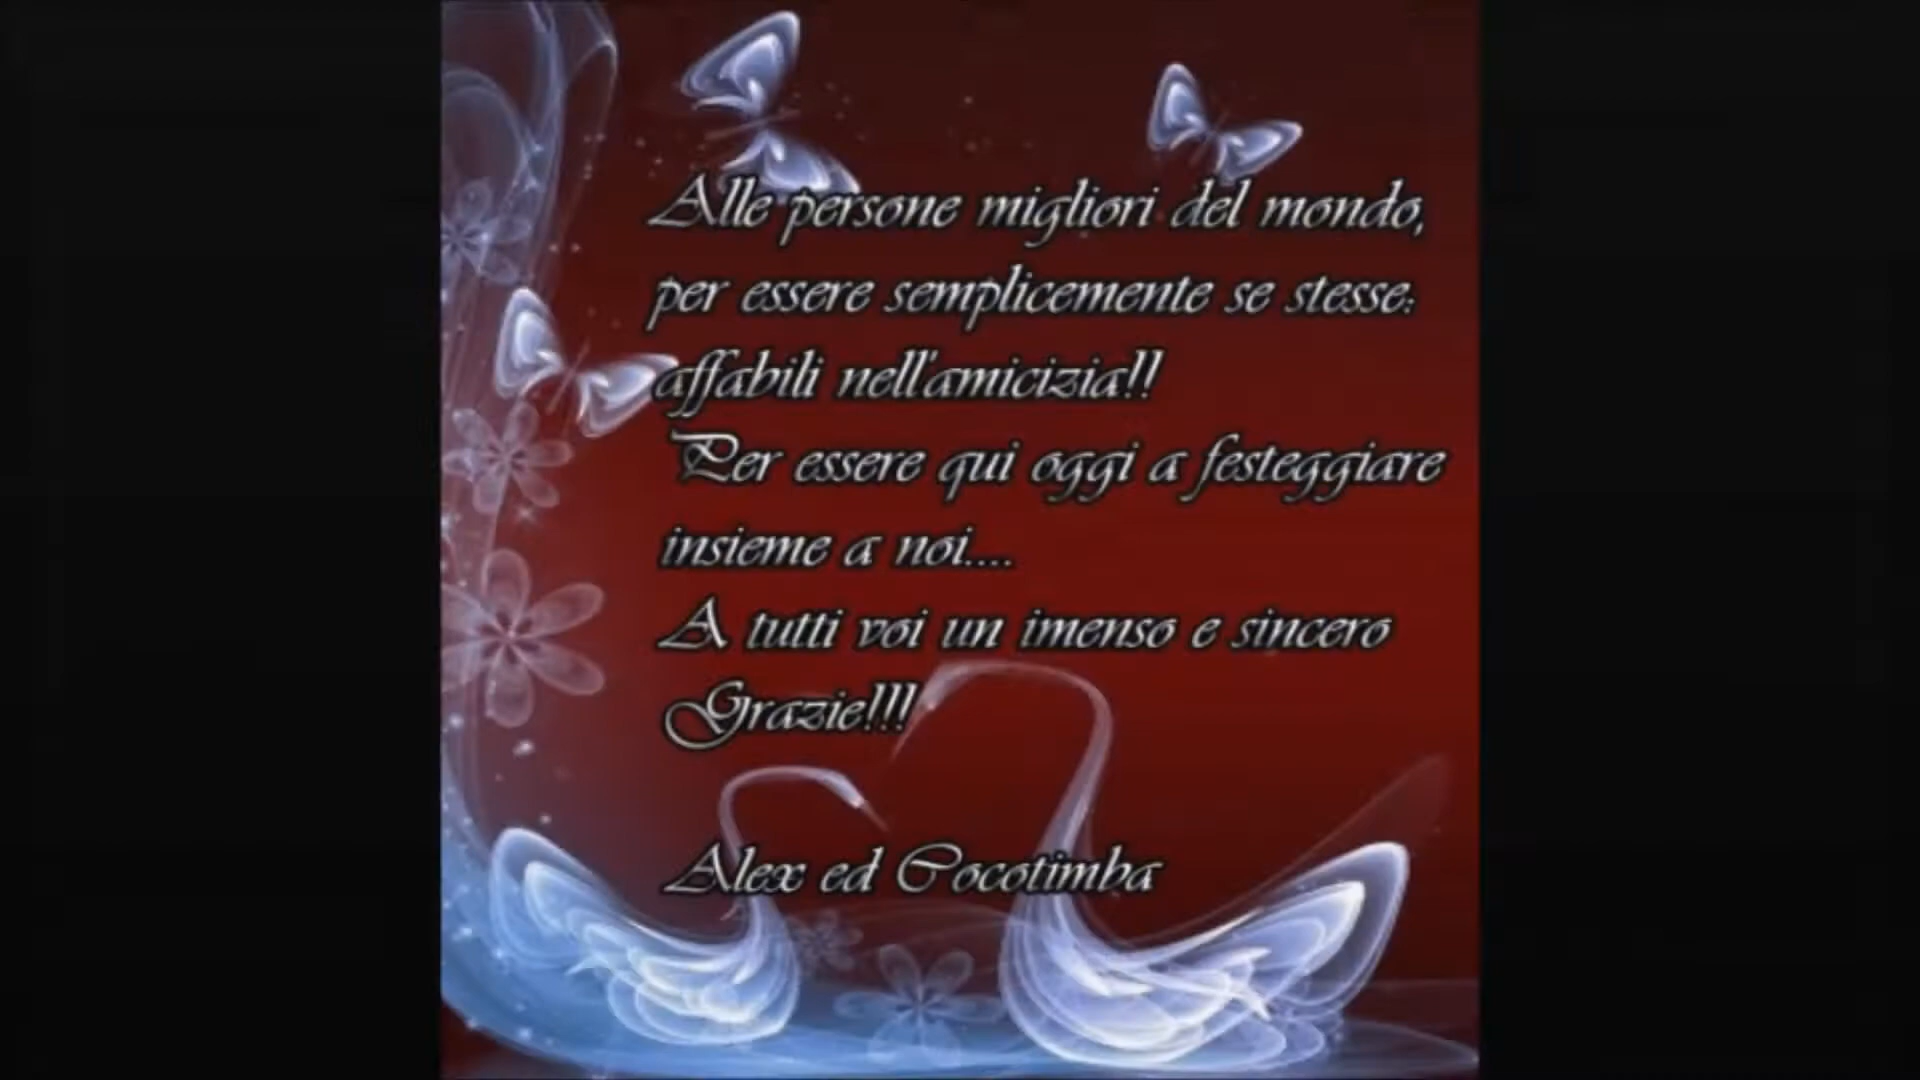 Alle persone migliori del mondo,
per essere semplicemente se stesse:
affabili nell'amicizia!!
Per essere qui oggi a festeggiare
insieme a noi....
A tutti voi un imenso e sincero
Grazie!!!
Alex ed Cocotimba